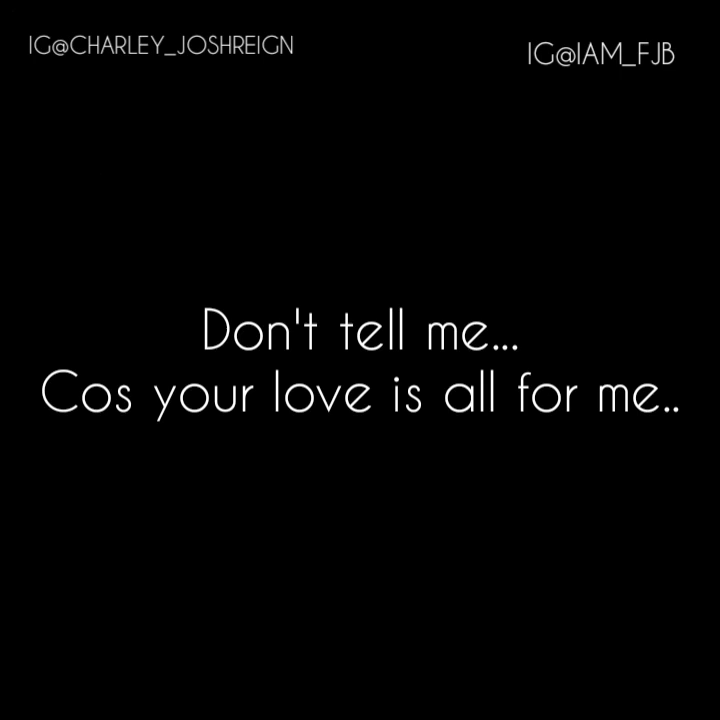 IG@CHARLEY_JOSHREIGN
IG@IAM_FJB
Don't tell me...
Cos your love is all for me..